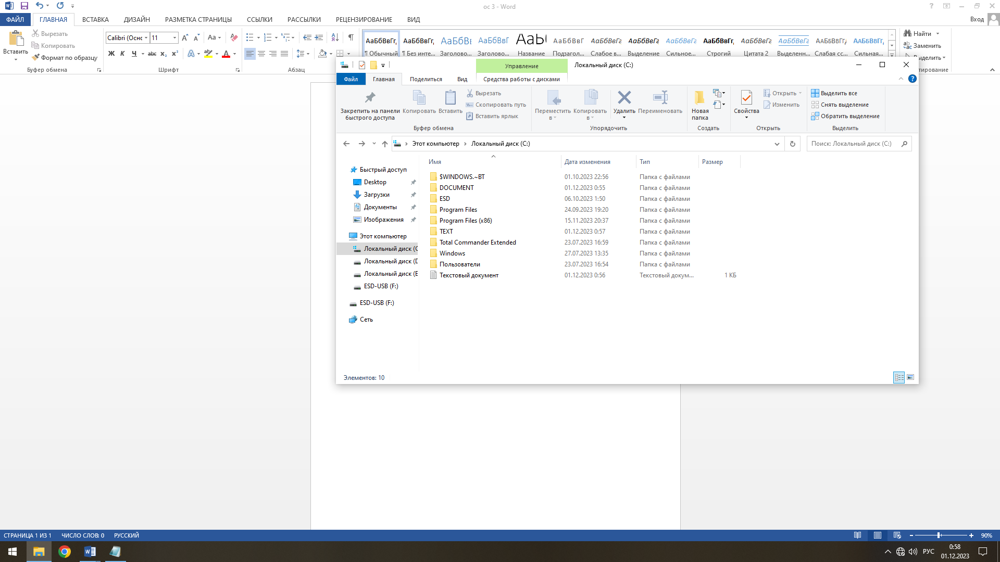 ос 3 - Word
ФАЙЛ ГЛАВНАЯ ВСТАВКА ДИЗАЙН РАЗМЕТКА СТРАНИЦЫ ССЫЛКИ РАССЫЛКИ РЕЦЕНЗИРОВАНИЕ ВИД Вход
Вставить
Вырезать
Копировать
Формат по образцу
Буфер обмена
Calibri (Оснс 11
Ж К Ч abc x₂ x²
Шрифт
Абзац
АаБбВвГг, АаБбВвГг, АаБбВı АаБбВвГ АаЫ АаБбВвГ АаБбВвГг АаБбВвГг АаБбВвГг АаБбВвГг, АаБбВвГг АаБбВвГг ААББВВГГ, ААББВВГГ,
¶ Обычный ¶ Без инте... Заголово... Заголово... Название Подзагол... Слабое в... Выделение Сильное... Строгий Цитата 2 Выделенн... Слабая сс... Сильная...
Найти
Заменить
Выделить
тирование
Управление Локальный диск (C:)
Файл Главная Поделиться Вид Средства работы с дисками
Закрепить на панели быстрого доступа
Копировать
Вставить
Вырезать
Скопировать путь
Вставить ярлык
Буфер обмена
Переместить в
Копировать в
Удалить
Переименовать
Упорядочить
Новая папка
Создать
Свойства
Открыть
Изменить
Открыть
Выделить все
Снять выделение
Обратить выделение
Выделить
Этот компьютер Локальный диск (C:) Поиск: Локальный диск (C:)
Быстрый доступ
Desktop
Загрузки
Документы
Изображения
Этот компьютер
Локальный диск (C
Локальный диск (D
Локальный диск (E
ESD-USB (F:)
ESD-USB (F:)
Сеть
Имя Дата изменения Тип Размер
$WINDOWS.~BT 01.10.2023 22:56 Папка с файлами
DOCUMENT 01.12.2023 0:55 Папка с файлами
ESD 06.10.2023 1:50 Папка с файлами
Program Files 24.09.2023 19:20 Папка с файлами
Program Files (x86) 15.11.2023 20:37 Папка с файлами
TEXT 01.12.2023 0:57 Папка с файлами
Total Commander Extended 23.07.2023 16:59 Папка с файлами
Windows 27.07.2023 13:35 Папка с файлами
Пользователи 23.07.2023 16:54 Папка с файлами
Текстовый документ 01.12.2023 0:56 Текстовый докум... 1 КБ
Элементов: 10
СТРАНИЦА 1 ИЗ 1 ЧИСЛО СЛОВ: 0 РУССКИЙ 90%
РУС 0:58
01.12.2023